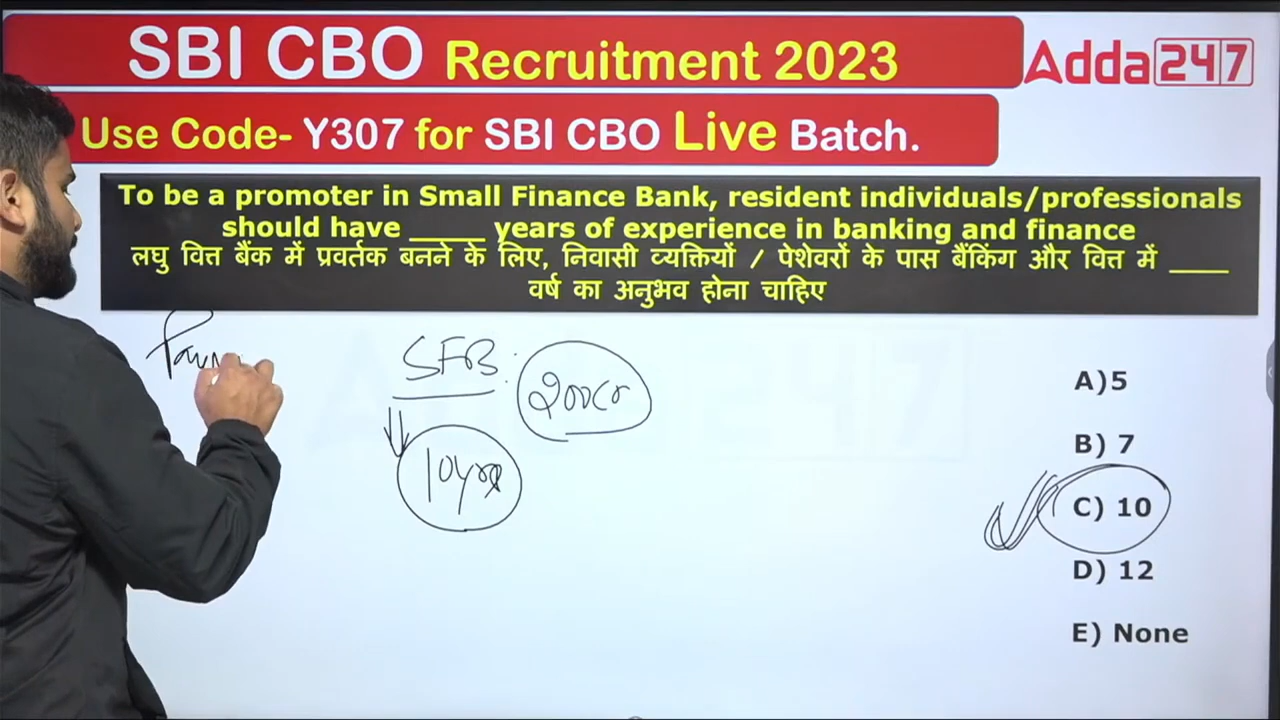 SBI CBO Recruitment 2023
Adda247
Use Code- Y307 for SBI CBO Live Batch.
To be a promoter in Small Finance Bank, resident individuals/professionals
should have _____ years of experience in banking and finance
लघु वित्त बैंक में प्रवर्तक बनने के लिए, निवासी व्यक्तियों / पेशेवरों के पास बैंकिंग और वित्त में ____
वर्ष का अनुभव होना चाहिए
SFB:
200cr
10yrs
A)5
B) 7
C) 10
D) 12
E) None